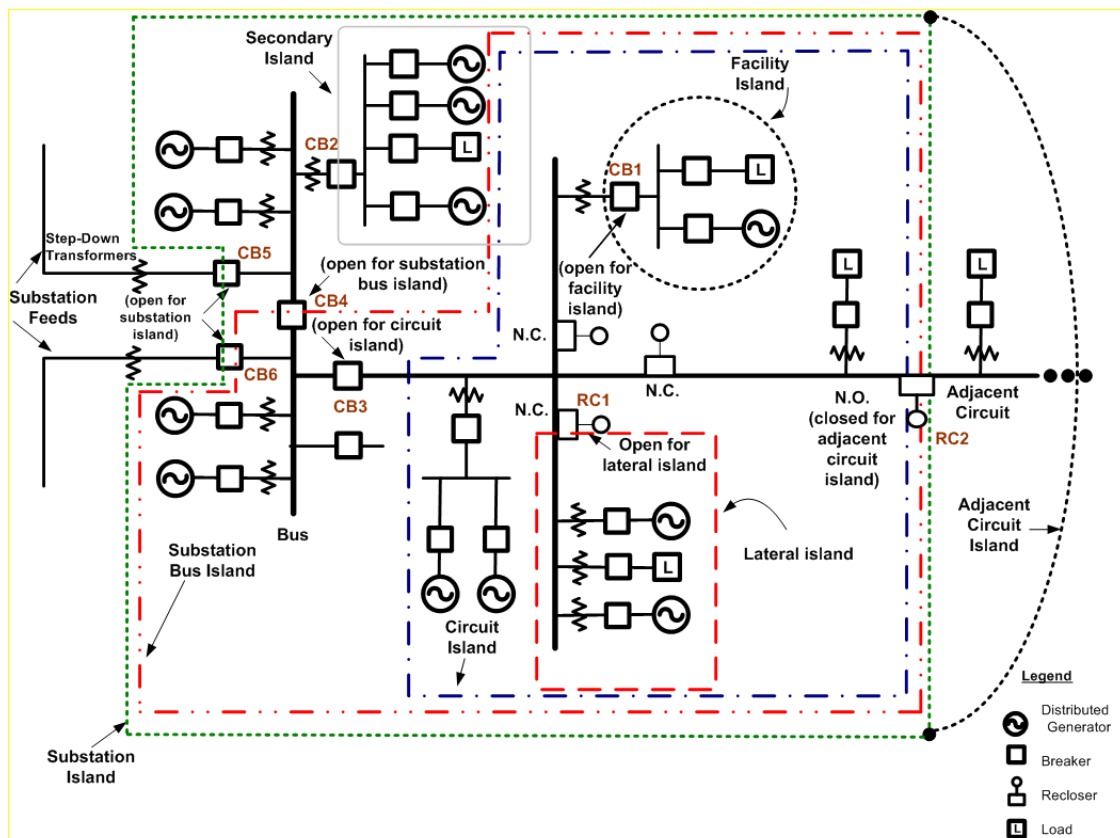 Secondary
Island
Facility
Island
CB2
L
CB1
L
Step-Down
Transformers
CB5
(open for substation
bus island)
(open for
facility
island)
L
L
Substation
Feeds
(open for
substation
island)
CB4
(open for circuit
island)
N.C.
N.C.
CB6
CB3
N.C.
RC1
N.O.
(closed for
adjacent
circuit
island)
Adjacent
Circuit
RC2
Open for
lateral island
Bus
Substation
Bus Island
L
Lateral island
Adjacent
Circuit
Island
Circuit
Island
Substation
Island
Legend
Distributed
Generator
Breaker
Recloser
L
Load